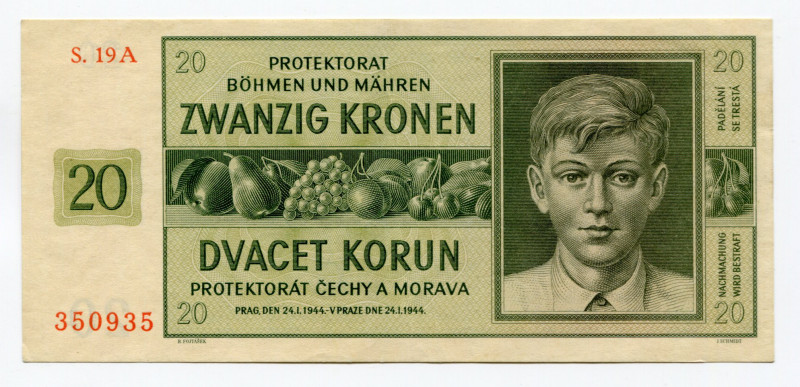 S. 19A
20
PROTEKTORAT
BÖHMEN UND MÄHREN
ZWANZIG KRONEN
20
PADĚLÁNÍ
SE TRESTÁ
20
DVACET KORUN
PROTEKTORÁT ČECHY A MORAVA
PRAG, DEN 24.I.1944.-V PRAZE DNE 24.I.1944.
NACHMACHUNG
WIRD BESTRAFT
350935
20
20
J.SCHMIDT